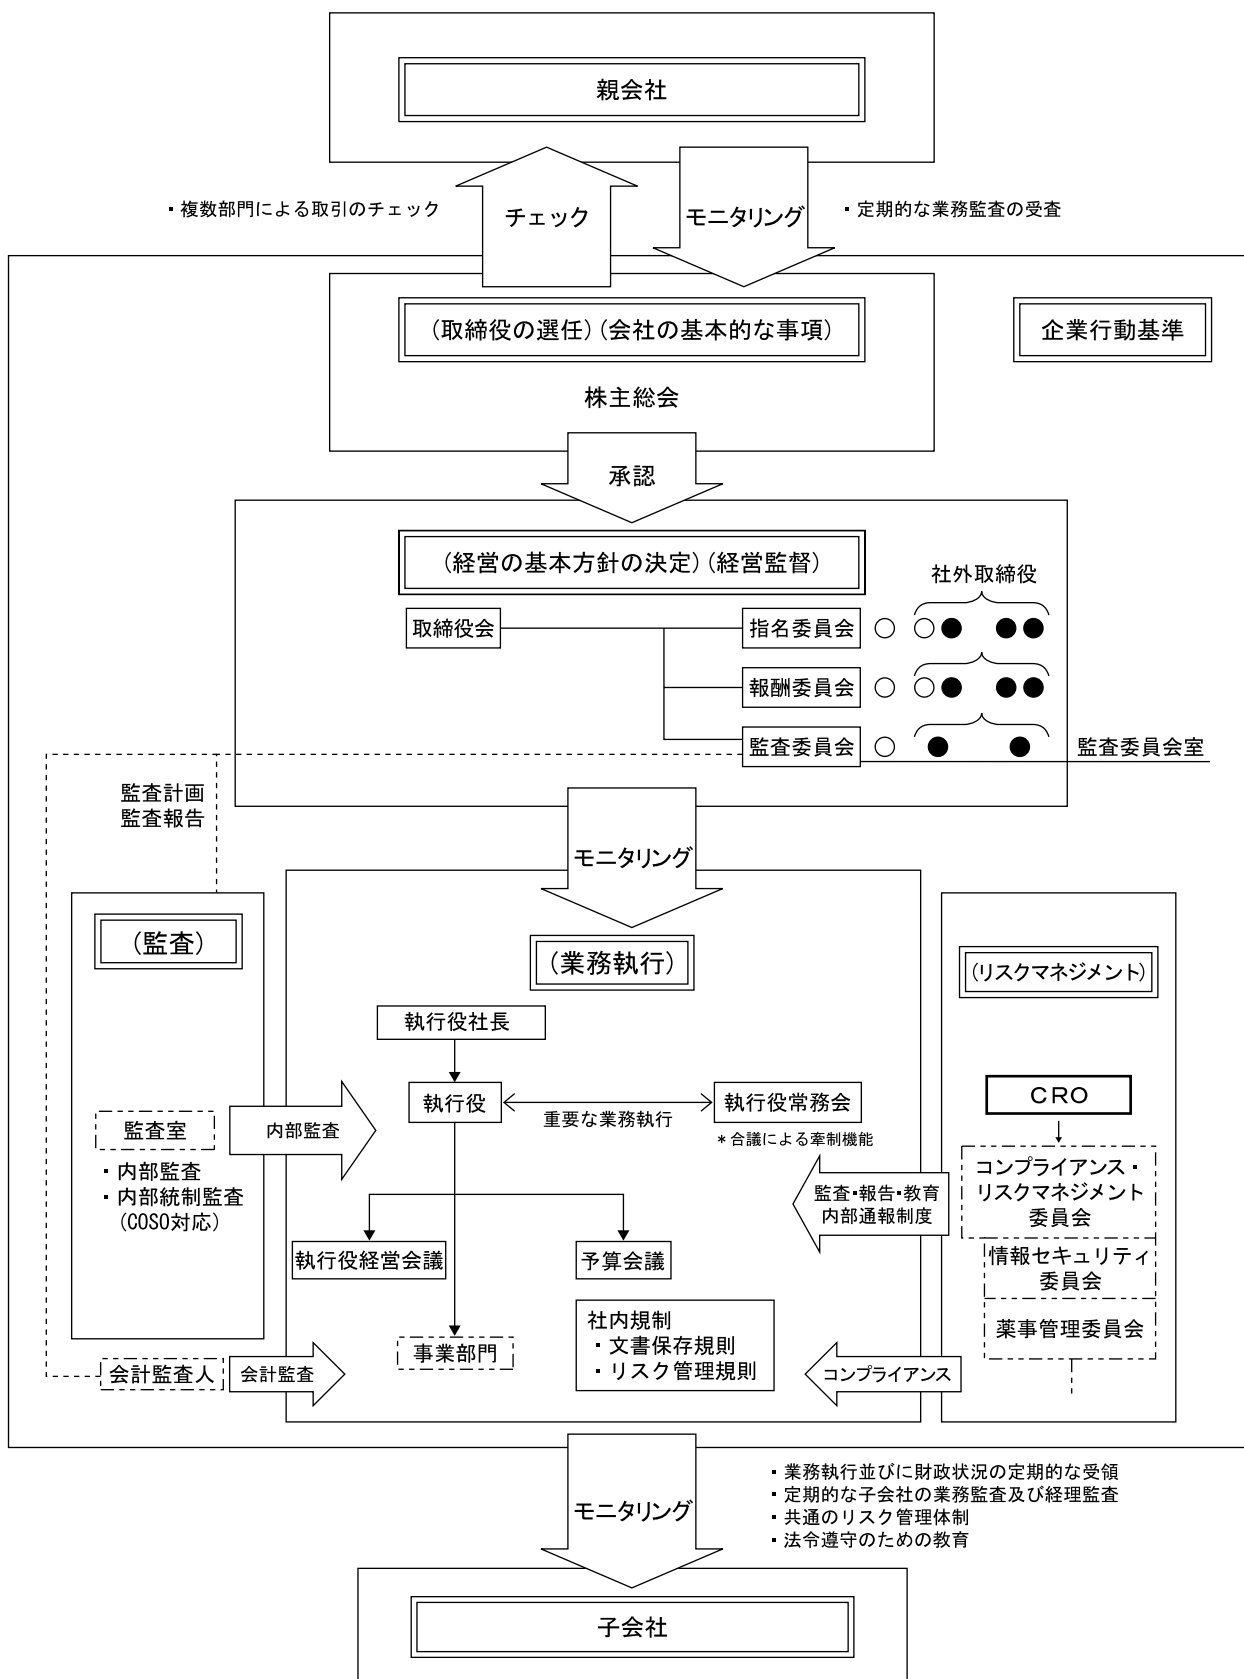 親会社
・複数部門による取引のチェック
チェック
モニタリング
・定期的な業務監査の受査
(取締役の選任)(会社の基本的な事項)
企業行動基準
株主総会
承認
(経営の基本方針の決定)(経営監督)
社外取締役
取締役会
指名委員会
報酬委員会
監査委員会
監査委員会室
監査計画
監査報告
モニタリング
(監査)
(業務執行)
(リスクマネジメント)
執行役社長
執行役
重要な業務執行
執行役常務会
*合議による牽制機能
CRO
監査室
内部監査
・内部監査
・内部統制監査
(COSO対応)
監査・報告・教育
内部通報制度
コンプライアンス・
リスクマネジメント
委員会
執行役経営会議
予算会議
情報セキュリティ
委員会
社内規制
・文書保存規則
・リスク管理規則
薬事管理委員会
事業部門
会計監査人
会計監査
コンプライアンス
モニタリング
・業務執行並びに財政状況の定期的な受領
・定期的な子会社の業務監査及び経理監査
・共通のリスク管理体制
・法令遵守のための教育
子会社